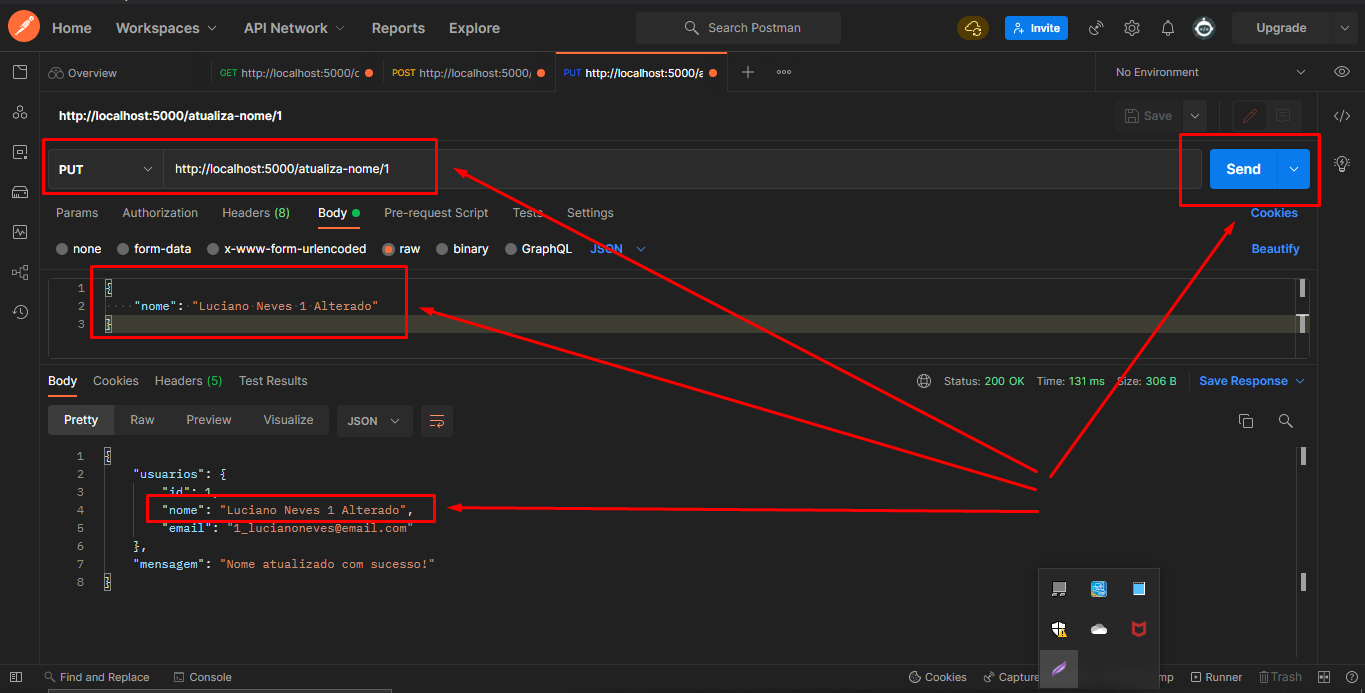 Home Workspaces API Network Reports Explore Search Postman Invite Upgrade
Overview GET http://localhost:5000/c POST http://localhost:5000/ PUT http://localhost:5000/a No Environment
http://localhost:5000/atualiza-nome/1 Save
PUT http://localhost:5000/atualiza-nome/1 Send
Params Authorization Headers (8) Body Pre-request Script Tests Settings Cookies
none form-data x-www-form-urlencoded raw binary GraphQL JSON Beautify
1 {
2 "nome": "Luciano Neves 1 Alterado"
3 }
Body Cookies Headers (5) Test Results Status: 200 OK Time: 131 ms Size: 306 B Save Response
Pretty Raw Preview Visualize JSON
1 {
2 "usuarios": {
3 "id": 1,
4 "nome": "Luciano Neves 1 Alterado",
5 "email": "1_lucianoneves@email.com"
6 },
7 "mensagem": "Nome atualizado com sucesso!"
8 }
Find and Replace Console Cookies Capture mp Runner Trash